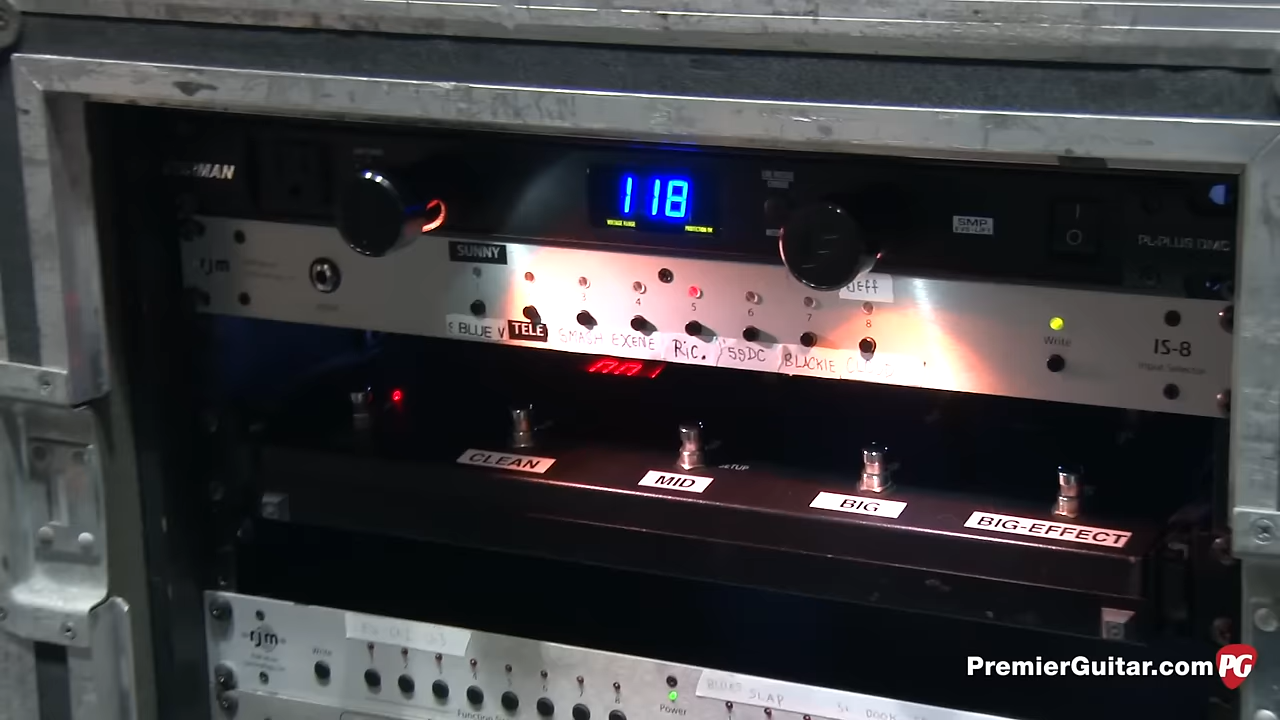 118
SMP
PL-PLUS DMC
SUNNY
rjm
Jeff
3 4 5 6 7 8
Write
IS-8
Input Selector
BLUE V TELE SMASH EXENE RIC. '59DC BLACKIE
CLEAN
MID
BIG
BIG-EFFECT
rjm
Write
Power
BLUES SLAP
PremierGuitar.com PG